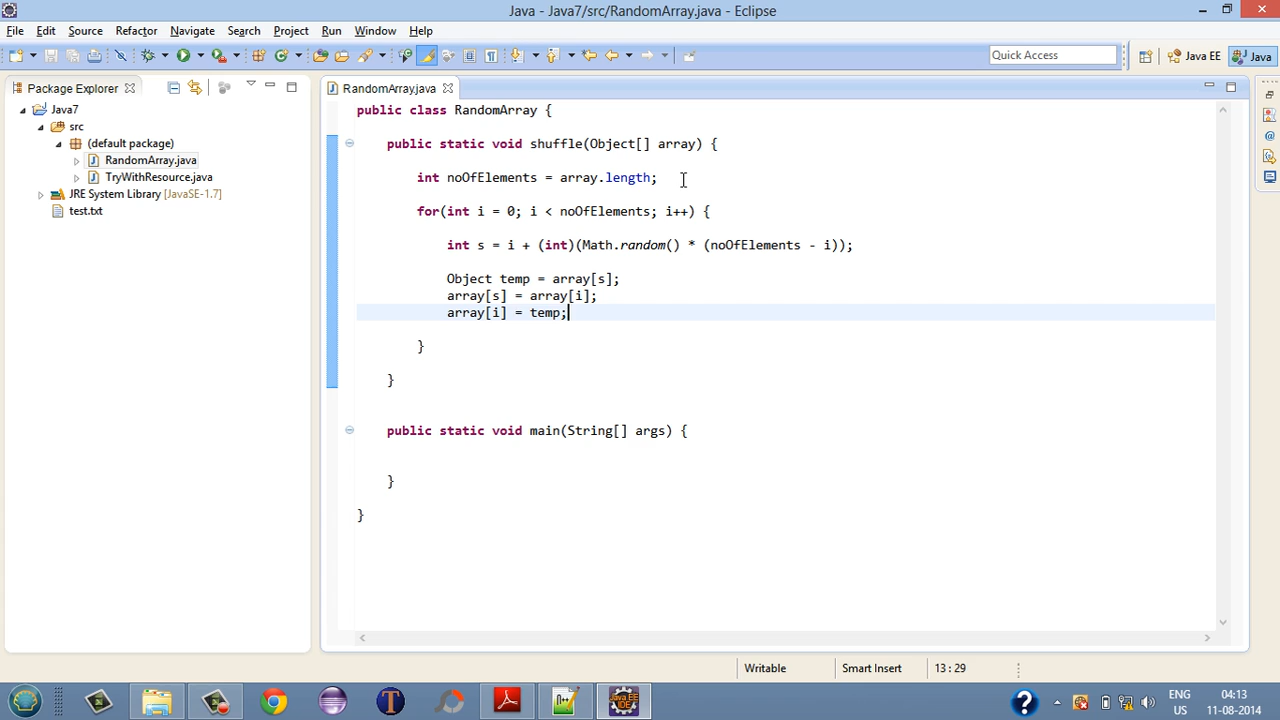 Java - Java7/src/RandomArray.java - Eclipse
File Edit Source Refactor Navigate Search Project Run Window Help
Quick Access
Java EE
Java
Package Explorer
Java7
src
(default package)
RandomArray.java
TryWithResource.java
JRE System Library [JavaSE-1.7]
test.txt
RandomArray.java
public class RandomArray {
public static void shuffle(Object[] array) {
int noOfElements = array.length;
for(int i = 0; i < noOfElements; i++) {
int s = i + (int)(Math.random() * (noOfElements - i));
Object temp = array[s];
array[s] = array[i];
array[i] = temp;
}
}
public static void main(String[] args) {
}
}
Writable
Smart Insert
13 : 29
ENG
US
04:13
11-08-2014